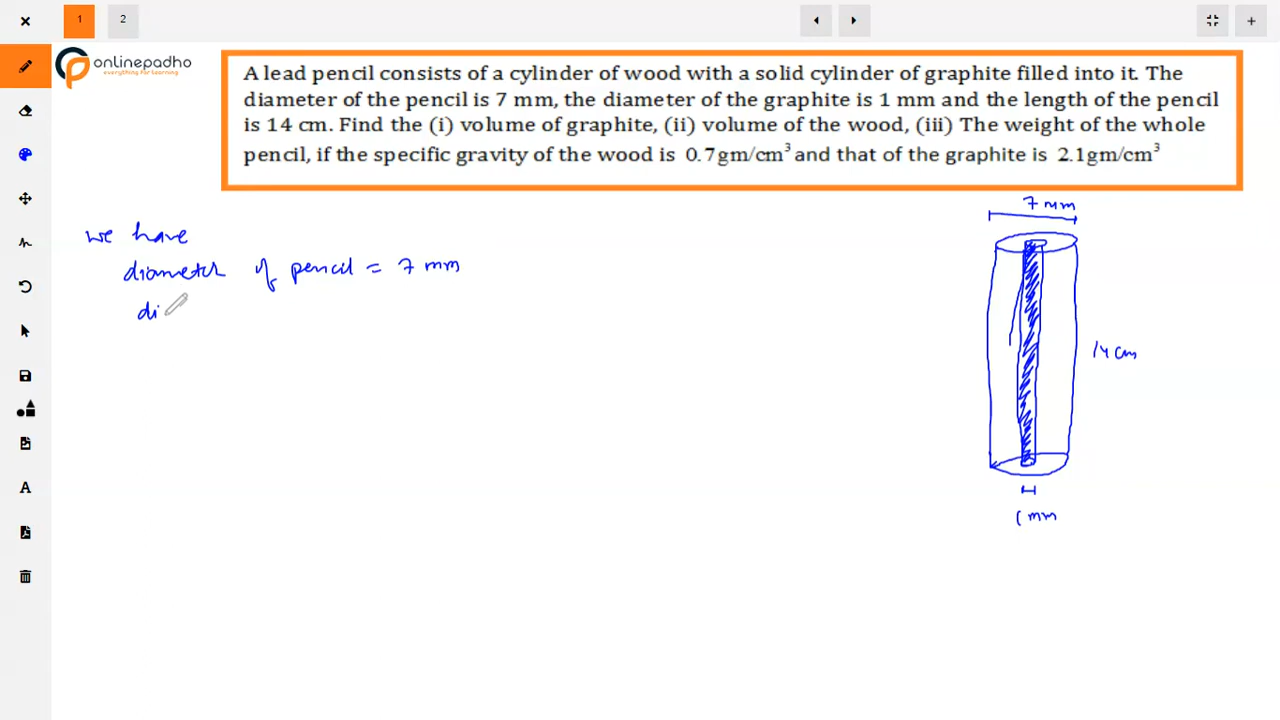 1 2
onlinepadho
everything for learning
A lead pencil consists of a cylinder of wood with a solid cylinder of graphite filled into it. The
diameter of the pencil is 7 mm, the diameter of the graphite is 1 mm and the length of the pencil
is 14 cm. Find the (i) volume of graphite, (ii) volume of the wood, (iii) The weight of the whole
pencil, if the specific gravity of the wood is 0.7gm/cm³ and that of the graphite is 2.1gm/cm³
7 mm
we have
diameter of pencil = 7 mm
di
14 cm
1 mm
A